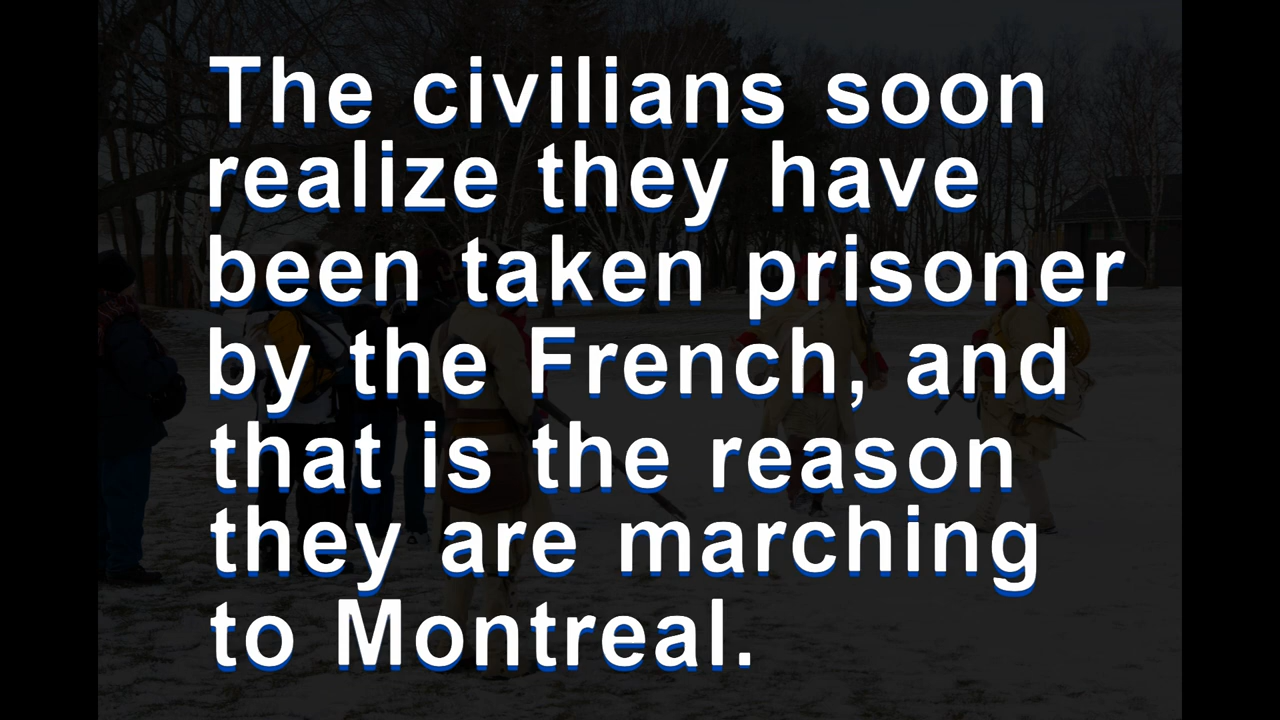 The civilians soon
realize they have
been taken prisoner
by the French, and
that is the reason
they are marching
to Montreal.